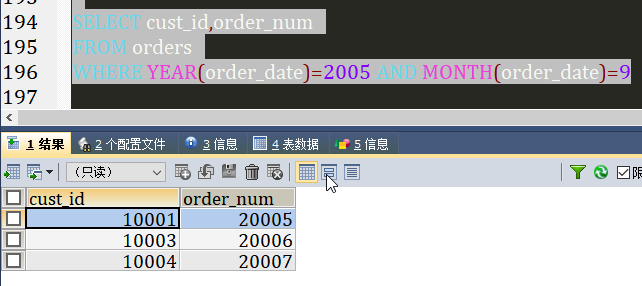 194 SELECT cust_id,order_num
195 FROM orders
196 WHERE YEAR(order_date)=2005 AND MONTH(order_date)=9
197
1 结果 2 个配置文件 3 信息 4 表数据 5 信息
(只读)
cust_id order_num
10001 20005
10003 20006
10004 20007